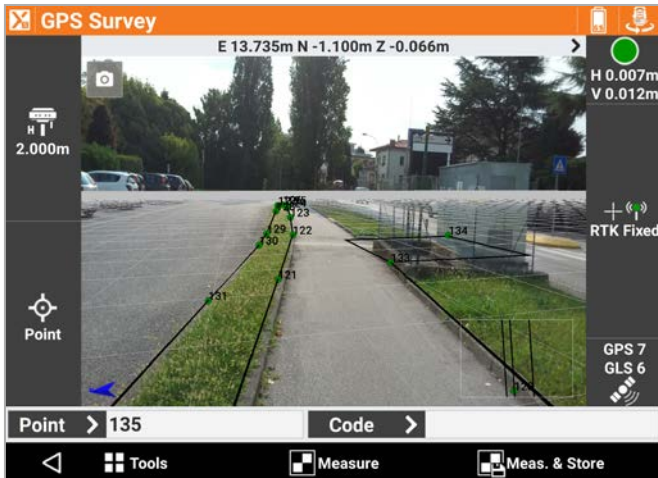 GPS Survey
E 13.735m N -1.100m Z -0.066m
H 0.007m
V 0.012m
H
2.000m
RTK Fixed
Point
GPS 7
GLS 6
123
129
122
130
121
131
133
134
Point 135
Code
Tools
Measure
Meas. & Store